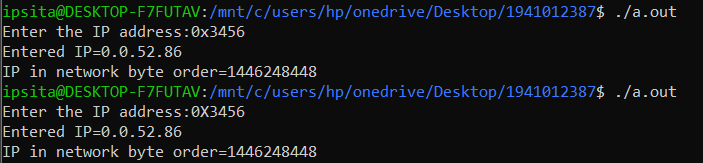 ipsita@DESKTOP-F7FUTAV:/mnt/c/users/hp/onedrive/Desktop/1941012387$ ./a.out
Enter the IP address:0x3456
Entered IP=0.0.52.86
IP in network byte order=1446248448
ipsita@DESKTOP-F7FUTAV:/mnt/c/users/hp/onedrive/Desktop/1941012387$ ./a.out
Enter the IP address:0X3456
Entered IP=0.0.52.86
IP in network byte order=1446248448